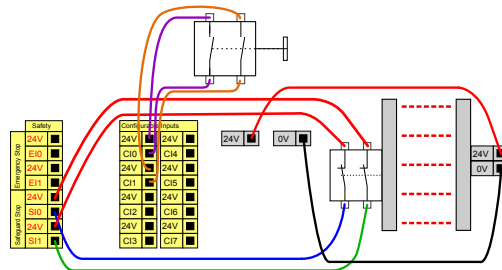 Safety
Emergency Stop
24V
EI0
24V
EI1
Safeguard Stop
24V
SI0
24V
SI1
Configurable Inputs
24V 24V
CI0 CI4
24V 24V
CI1 CI5
24V 24V
CI2 CI6
24V 24V
CI3 CI7
24V 0V
24V
0V